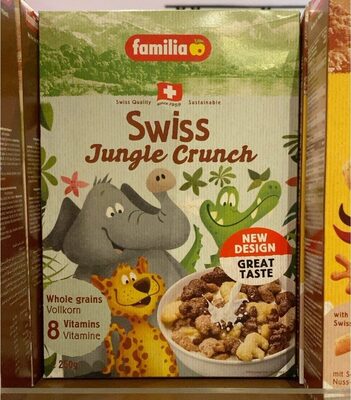 familia
Swiss Quality since 1959 Sustainable
Swiss
Jungle Crunch
NEW
DESIGN
GREAT
TASTE
Whole grains
Vollkorn
8 Vitamins
Vitamine
250g
with
Swiss
mit S
Nuss-